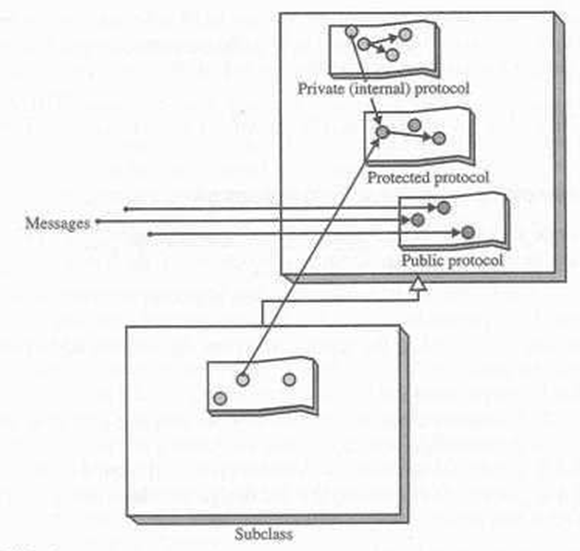 Private (internal) protocol
Protected protocol
Messages
Public protocol
Subclass